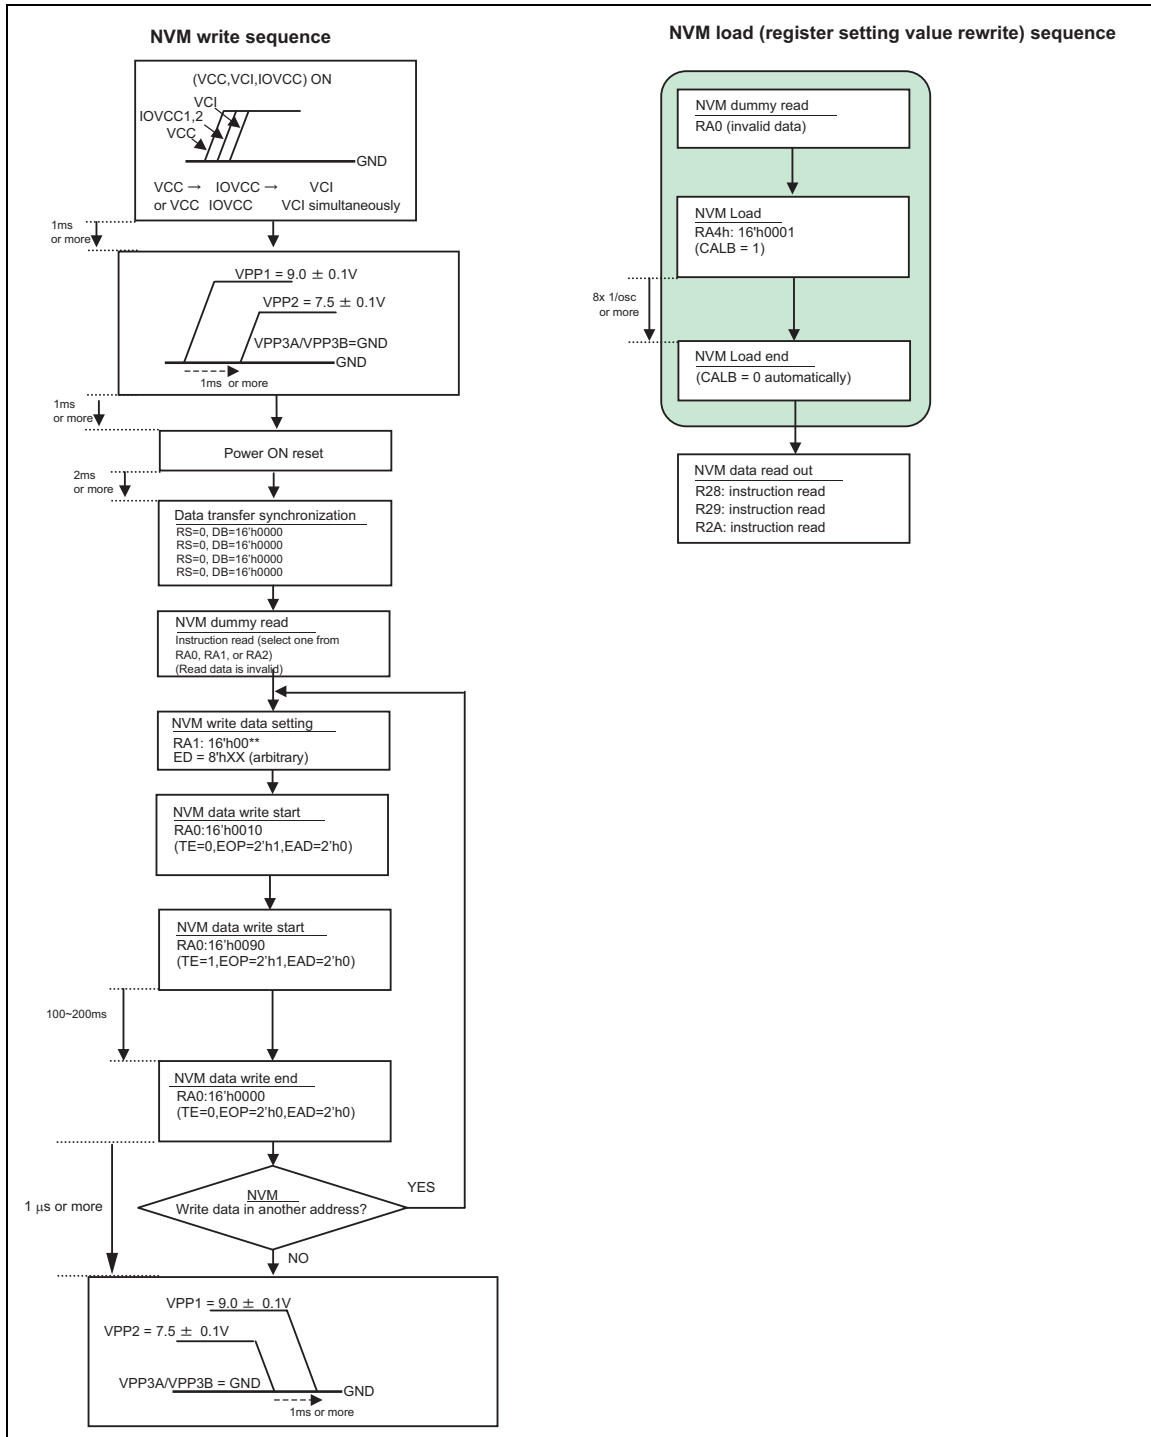 NVM write sequence
(VCC,VCI,IOVCC) ON
VCI
IOVCC1,2
VCC
GND
VCC → IOVCC → VCI
or VCC IOVCC VCI simultaneously
1ms
or more
VPP1 = 9.0 ± 0.1V
VPP2 = 7.5 ± 0.1V
VPP3A/VPP3B=GND
GND
1ms or more
1ms
or more
Power ON reset
2ms
or more
Data transfer synchronization
RS=0, DB=16'h0000
RS=0, DB=16'h0000
RS=0, DB=16'h0000
RS=0, DB=16'h0000
NVM dummy read
Instruction read (select one from
RA0, RA1, or RA2)
(Read data is invalid)
NVM write data setting
RA1: 16'h00**
ED = 8'hXX (arbitrary)
NVM data write start
RA0:16'h0010
(TE=0,EOP=2'h1,EAD=2'h0)
NVM data write start
RA0:16'h0090
(TE=1,EOP=2'h1,EAD=2'h0)
100~200ms
NVM data write end
RA0:16'h0000
(TE=0,EOP=2'h0,EAD=2'h0)
1 µs or more
NVM
Write data in another address?
YES
NO
VPP1 = 9.0 ± 0.1V
VPP2 = 7.5 ± 0.1V
VPP3A/VPP3B = GND
GND
1ms or more
NVM load (register setting value rewrite) sequence
NVM dummy read
RA0 (invalid data)
NVM Load
RA4h: 16'h0001
(CALB = 1)
8x 1/osc
or more
NVM Load end
(CALB = 0 automatically)
NVM data read out
R28: instruction read
R29: instruction read
R2A: instruction read